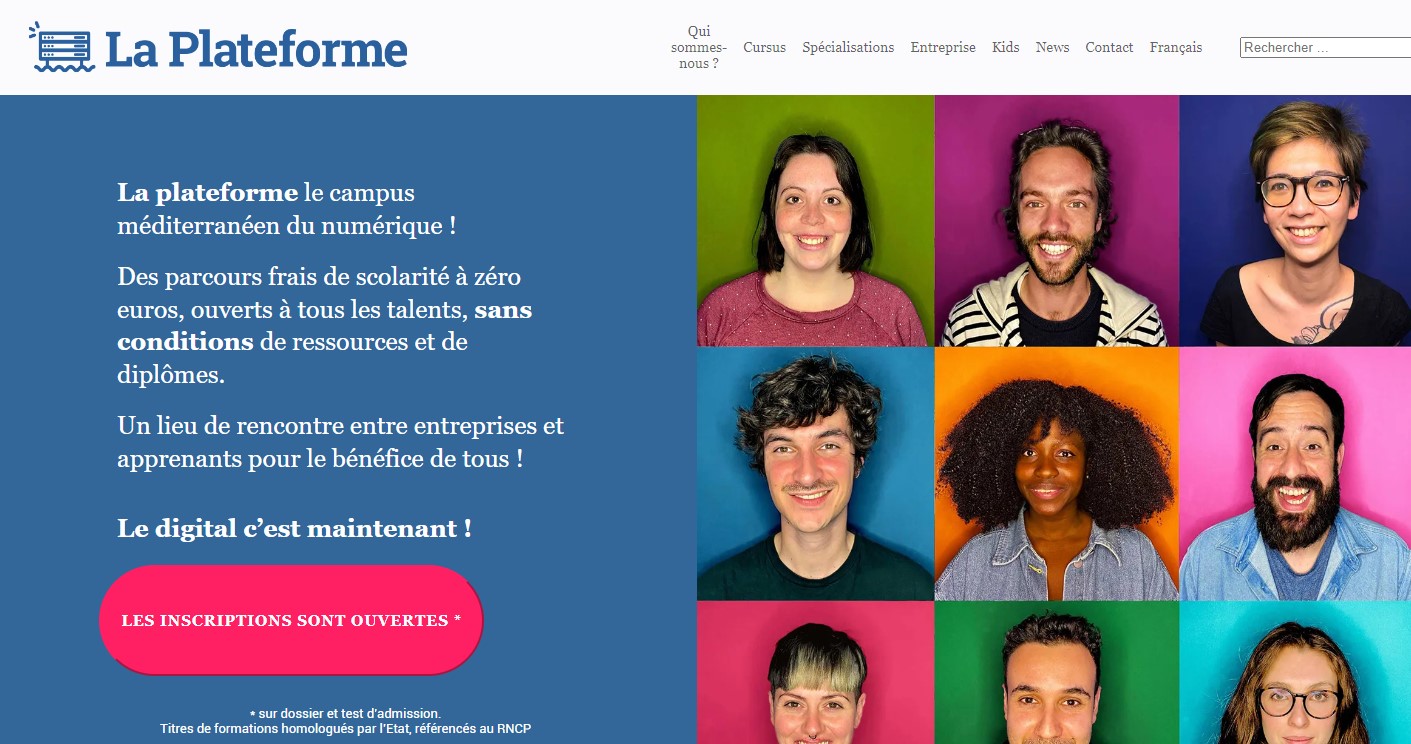 La Plateforme
Qui
sommes-
nous ?
Cursus
Spécialisations
Entreprise
Kids
News
Contact
Français
Rechercher …
La plateforme le campus
méditerranéen du numérique !
Des parcours frais de scolarité à zéro
euros, ouverts à tous les talents, sans
conditions de ressources et de
diplômes.
Un lieu de rencontre entre entreprises et
apprenants pour le bénéfice de tous !
Le digital c’est maintenant !
LES INSCRIPTIONS SONT OUVERTES *
* sur dossier et test d’admission.
Titres de formations homologués par l’Etat, référencés au RNCP